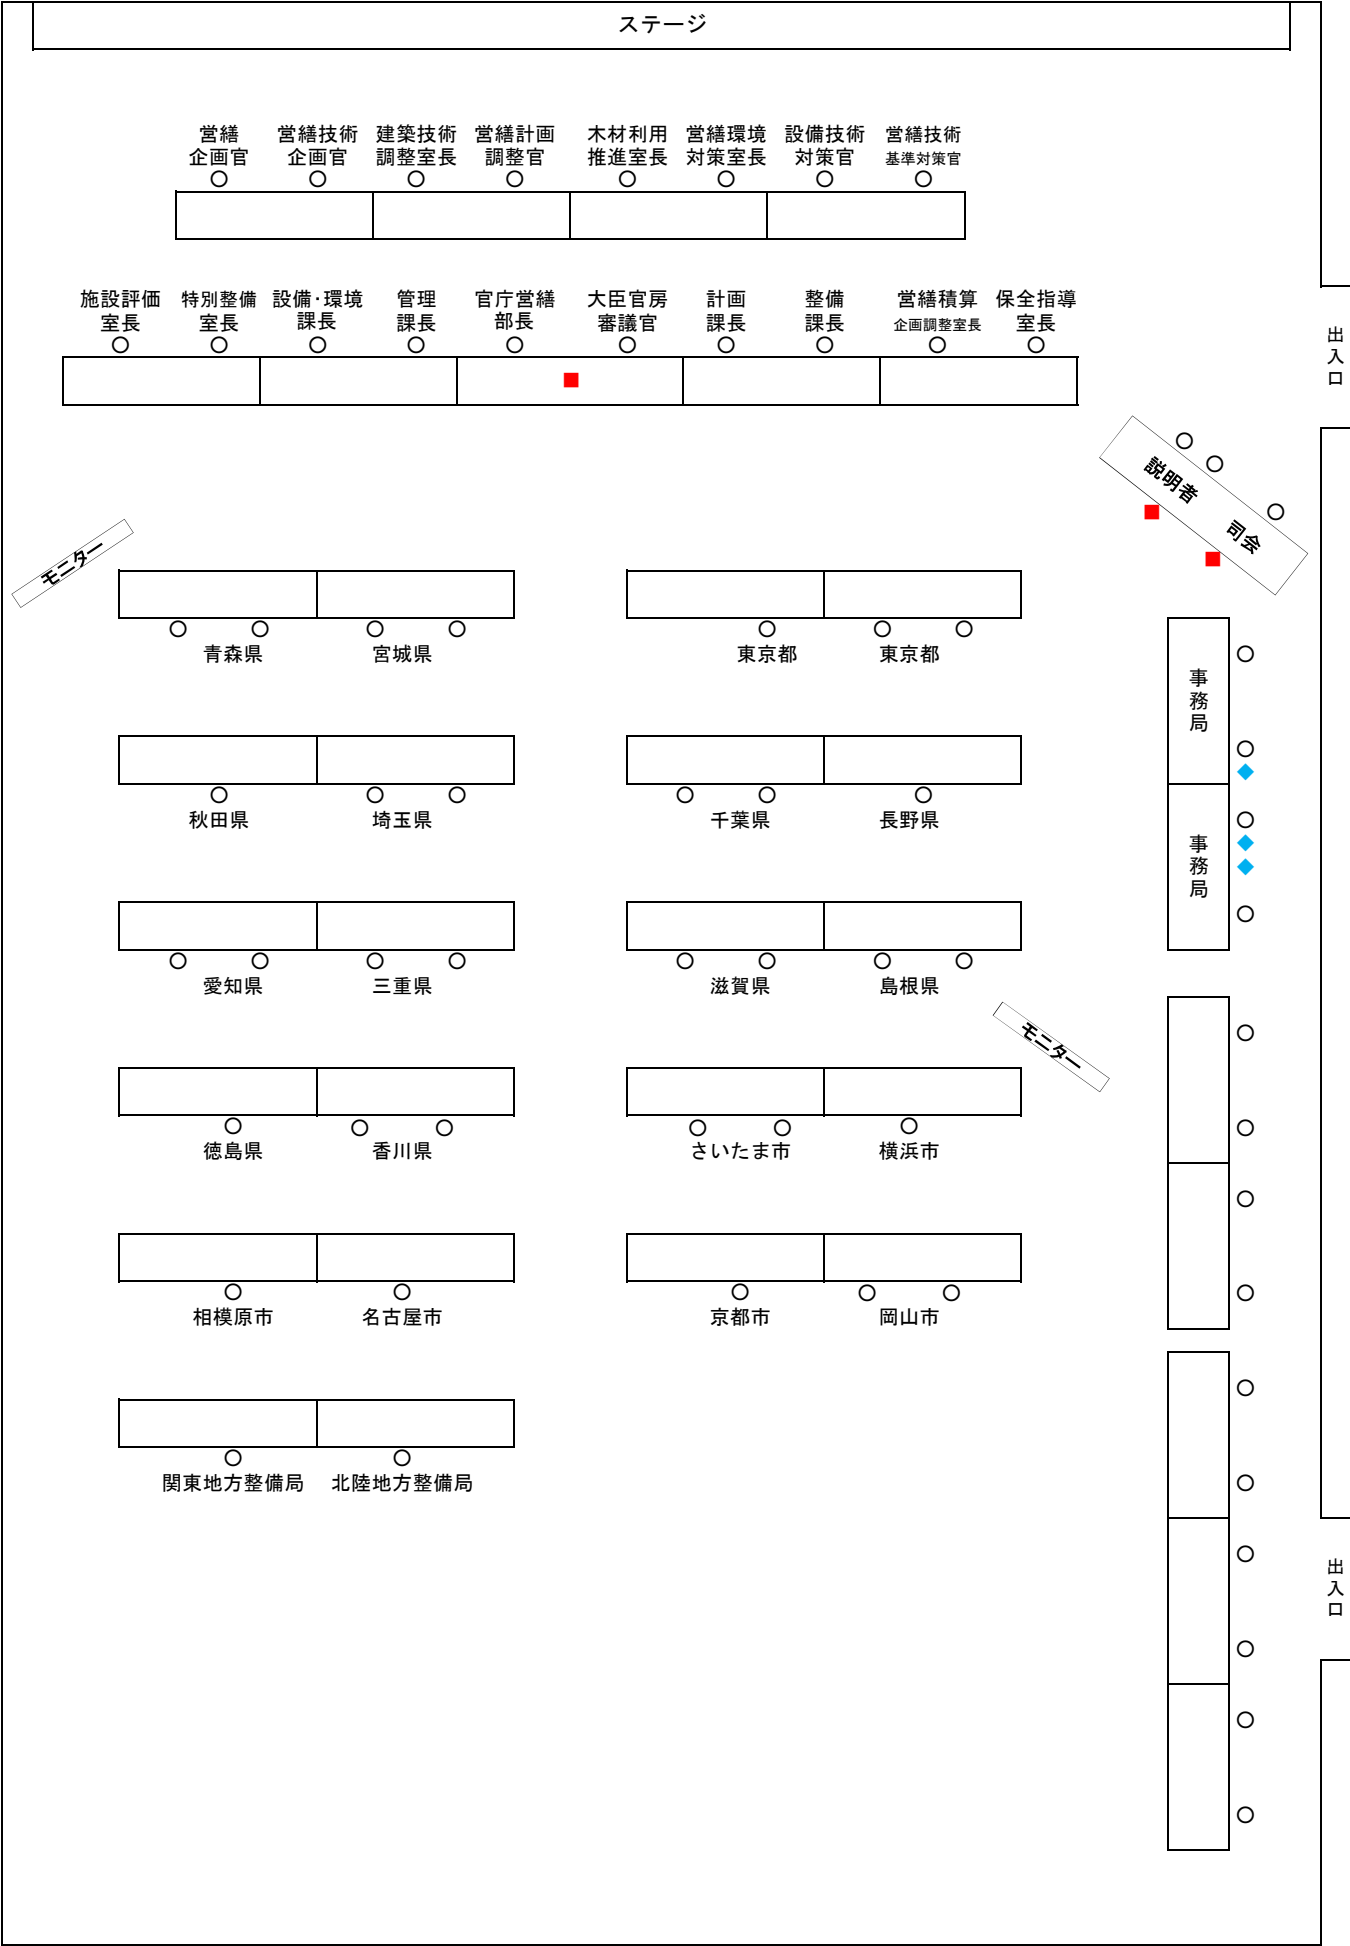 ステージ
営繕
企画官
営繕技術
企画官
建築技術
調整室長
営繕計画
調整官
木材利用
推進室長
営繕環境
対策室長
設備技術
対策官
営繕技術
基準対策官
施設評価
室長
特別整備
室長
設備・環境
課長
管理
課長
官庁営繕
部長
大臣官房
審議官
計画
課長
整備
課長
営繕積算
企画調整室長
保全指導
室長
出入口
説明者 司会
モニター
青森県 宮城県 東京都 東京都
事務局
秋田県 埼玉県 千葉県 長野県
事務局
愛知県 三重県 滋賀県 島根県
モニター
徳島県 香川県 さいたま市 横浜市
相模原市 名古屋市 京都市 岡山市
関東地方整備局 北陸地方整備局
出入口